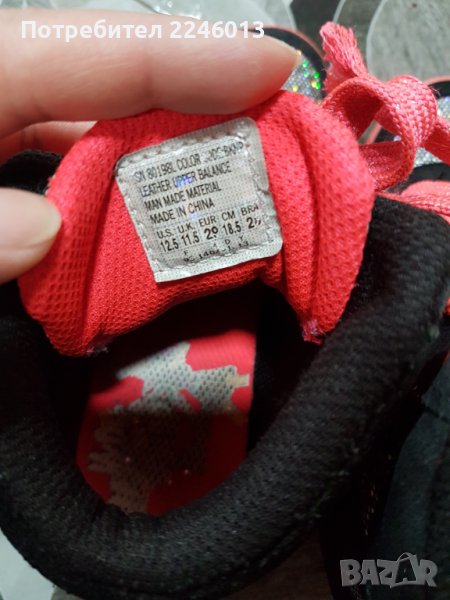 Потребител 2246013
SN 80198L COLOR
LEATHER UPPER BALANCE
MAN MADE MATERIAL
MADE IN CHINA
U.S. U.K. EUR CM
12.5 11.5 29 18.5
BAZAR